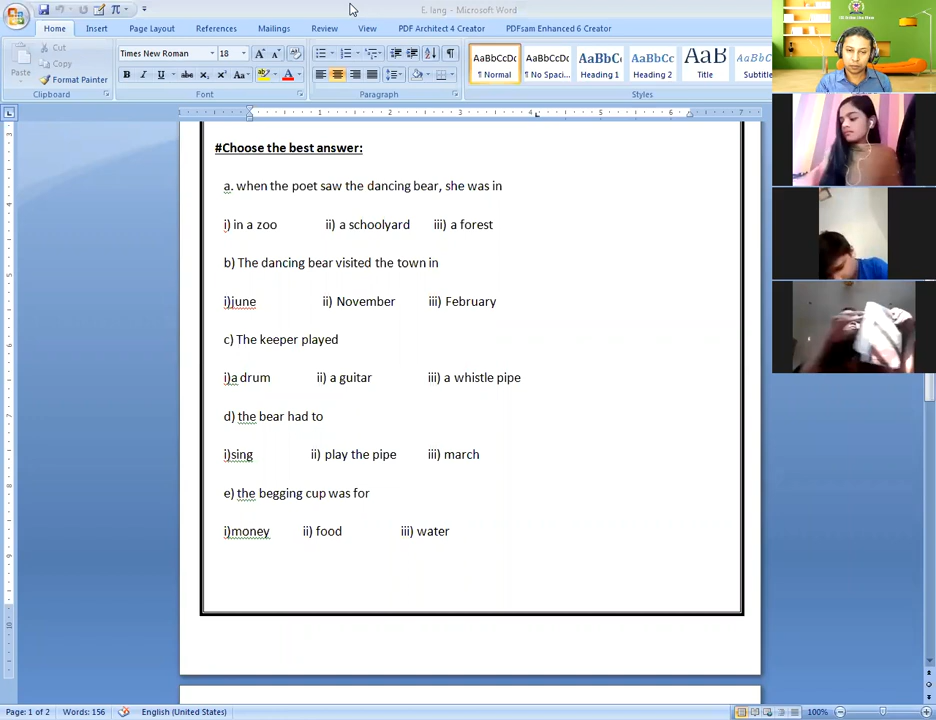 E. lang - Microsoft Word
Home Insert Page Layout References Mailings Review View PDF Architect 4 Creator PDFsam Enhanced 6 Creator
Cut
Copy
Paste
Format Painter
Clipboard
Times New Roman 18
Font
Paragraph
AaBbCcDc AaBbCcDc AaBbC AaBbCc AaB AaBbCc
¶ Normal ¶ No Spaci... Heading 1 Heading 2 Title Subtitle
Styles
#Choose the best answer:
a. when the poet saw the dancing bear, she was in
i) in a zoo ii) a schoolyard iii) a forest
b) The dancing bear visited the town in
i)june ii) November iii) February
c) The keeper played
i)a drum ii) a guitar iii) a whistle pipe
d) the bear had to
i)sing ii) play the pipe iii) march
e) the begging cup was for
i)money ii) food iii) water
Page: 1 of 2 Words: 156 English (United States) 100%